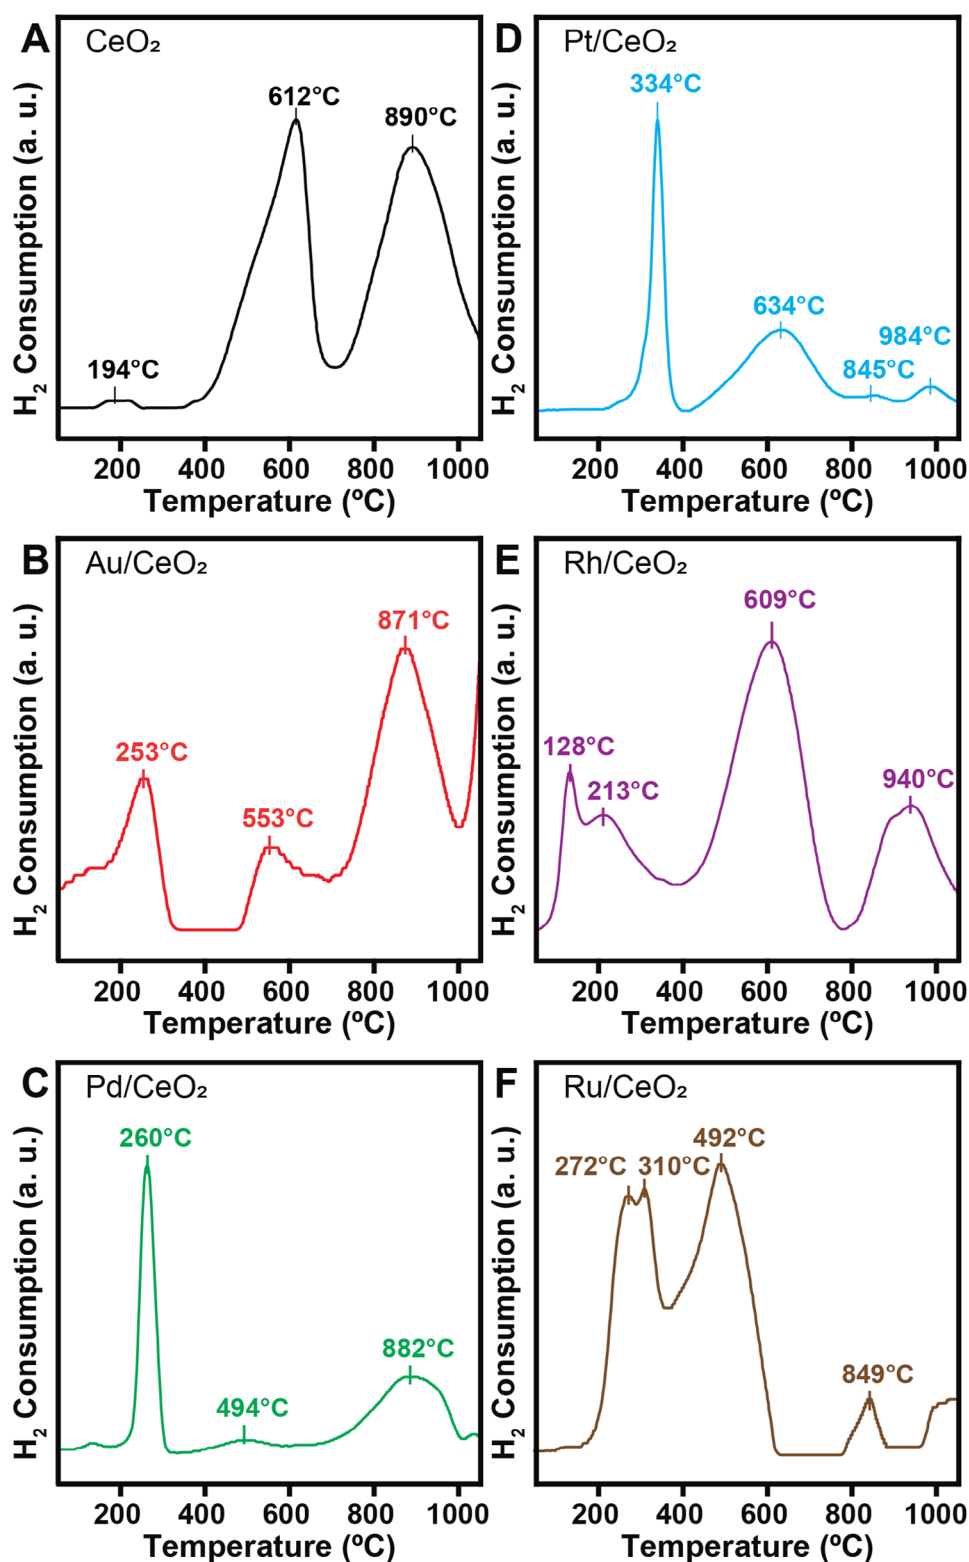 A
CeO₂
194°C
612°C
890°C
H₂ Consumption (a. u.)
200 400 600 800 1000
Temperature (ºC)
D
Pt/CeO₂
334°C
634°C
845°C
984°C
H₂ Consumption (a. u.)
200 400 600 800 1000
Temperature (ºC)
B
Au/CeO₂
253°C
553°C
871°C
H₂ Consumption (a. u.)
200 400 600 800 1000
Temperature (ºC)
E
Rh/CeO₂
128°C
213°C
609°C
940°C
H₂ Consumption (a. u.)
200 400 600 800 1000
Temperature (ºC)
C
Pd/CeO₂
260°C
494°C
882°C
H₂ Consumption (a. u.)
200 400 600 800 1000
Temperature (ºC)
F
Ru/CeO₂
272°C
310°C
492°C
849°C
H₂ Consumption (a. u.)
200 400 600 800 1000
Temperature (ºC)